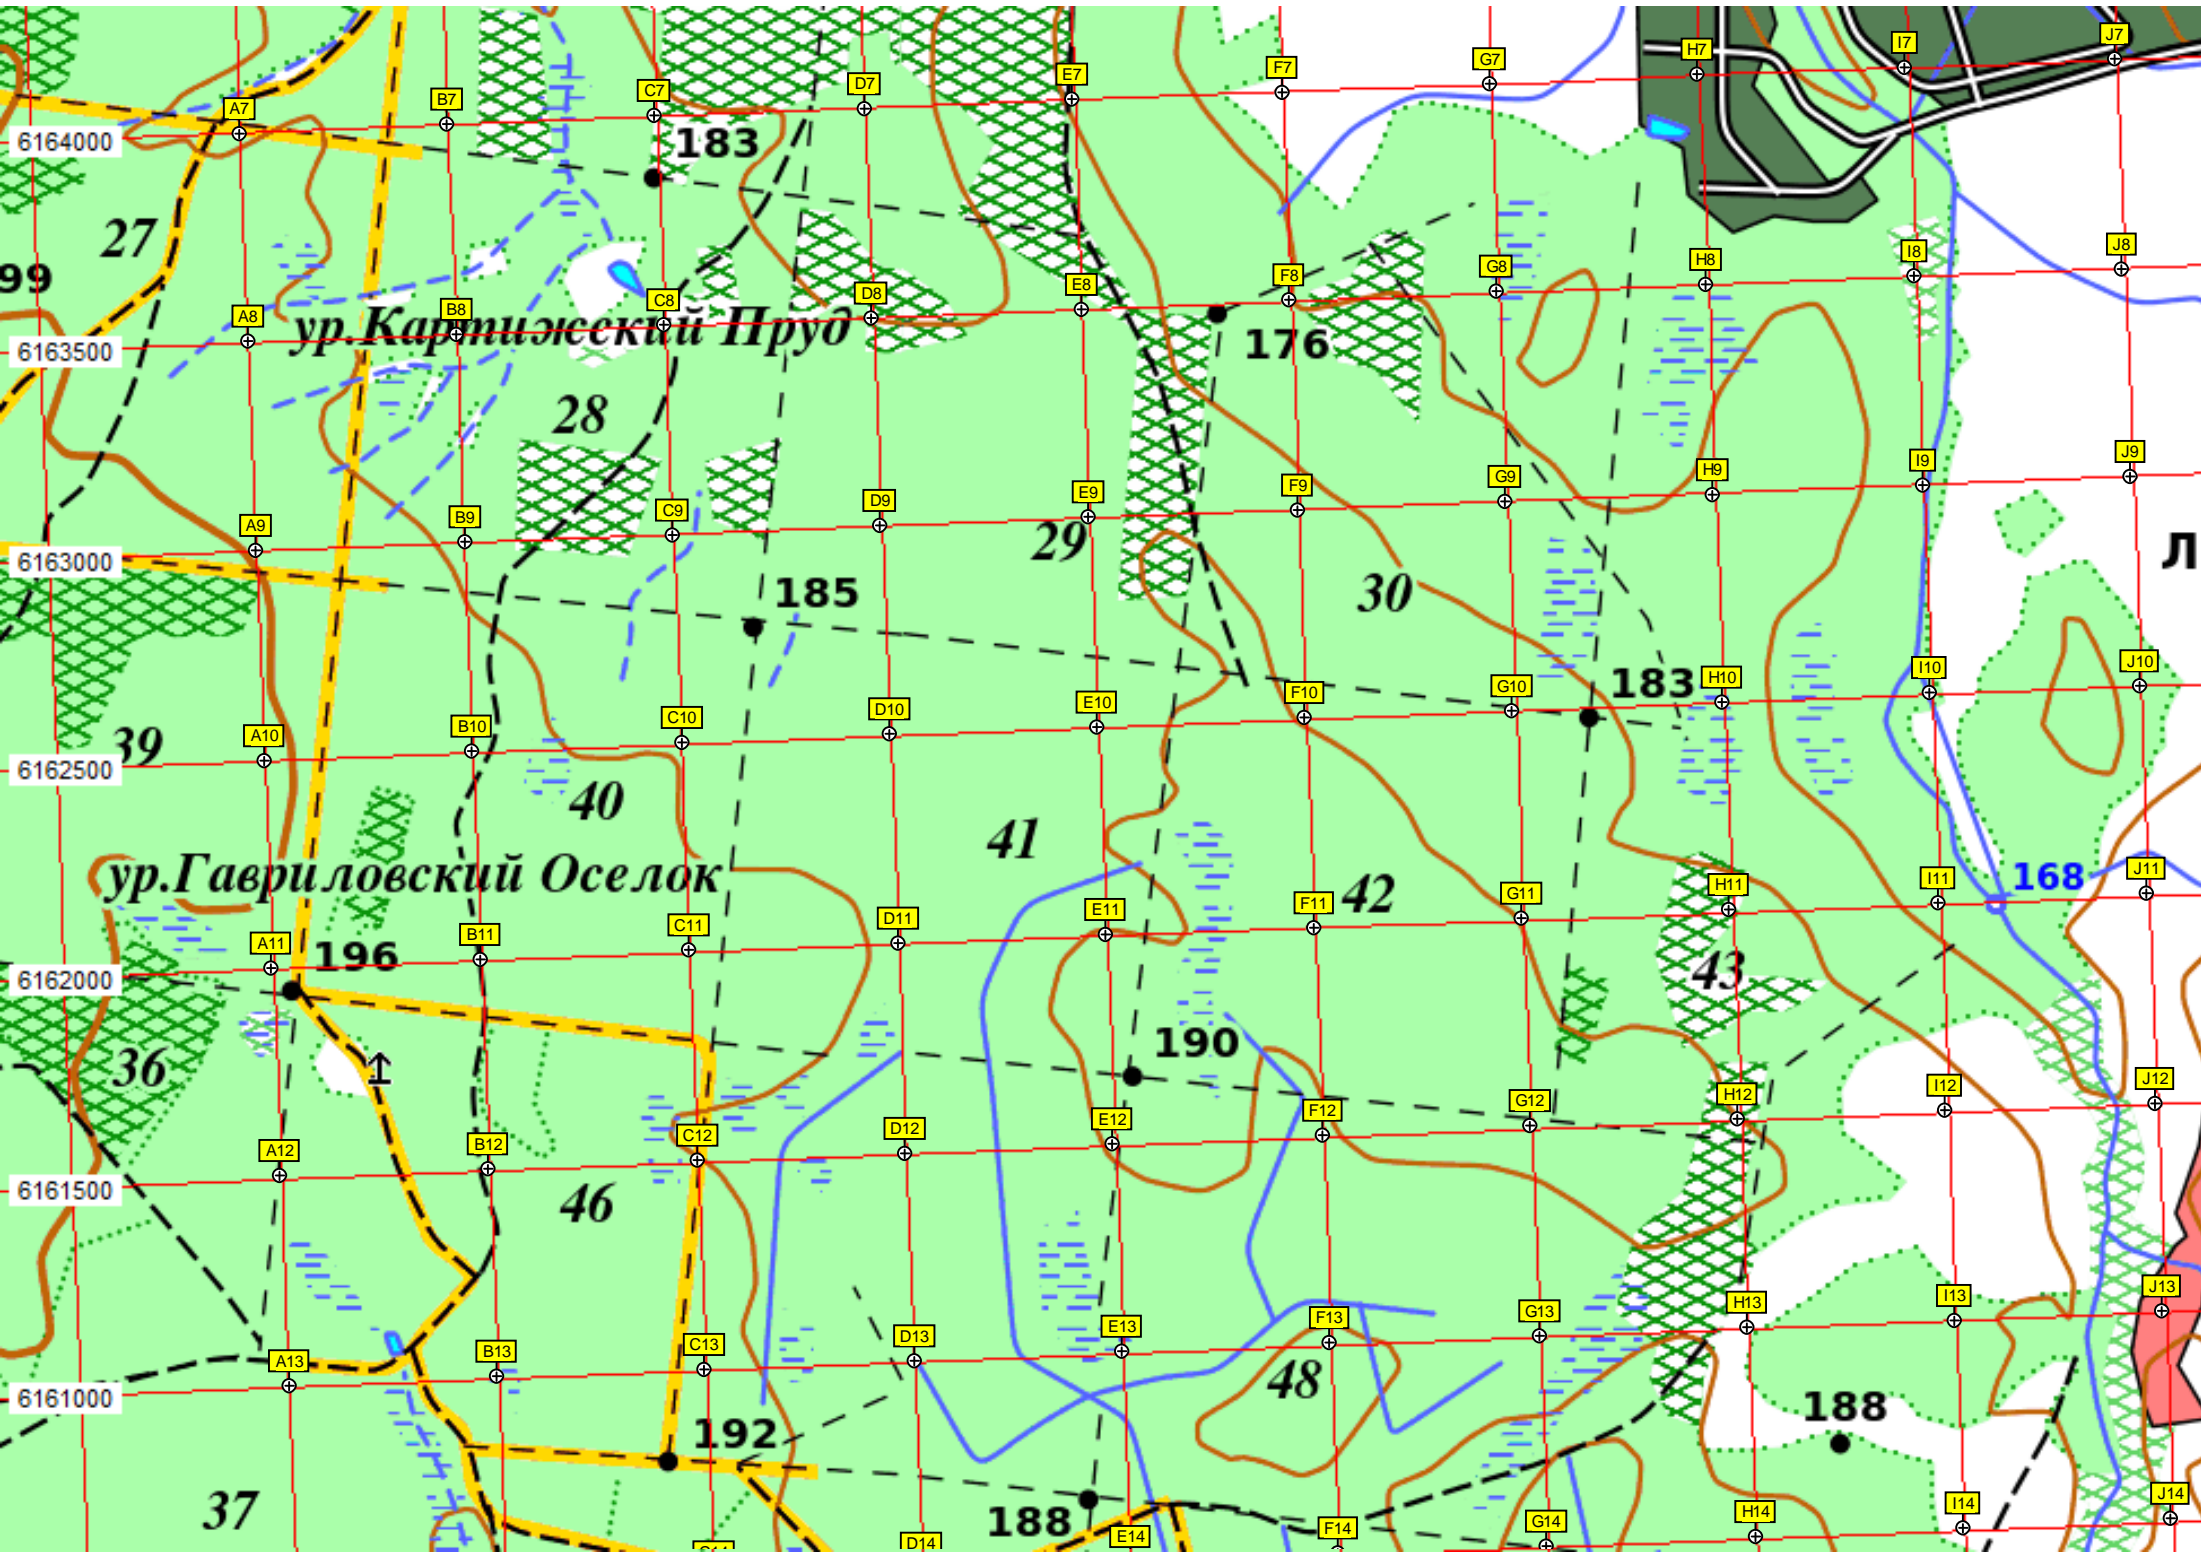 J7
I7
H7
G7
F7
E7
D7
C7
B7
A7
6164000
183
27
99
J8
I8
H8
G8
F8
E8
D8
C8
B8
A8
ур.Картижский Пруд
176
6163500
28
J9
I9
H9
G9
F9
E9
D9
C9
B9
A9
29
Л
6163000
30
185
183
J10
I10
H10
G10
F10
E10
D10
C10
B10
A10
39
6162500
40
41
ур.Гавриловский Оселок
42
168
J11
I11
H11
G11
F11
E11
D11
C11
B11
A11
196
43
6162000
190
36
J12
I12
H12
G12
F12
E12
D12
C12
B12
A12
6161500
46
J13
I13
H13
G13
F13
E13
D13
C13
B13
A13
48
6161000
188
192
37
188
J14
I14
H14
G14
F14
E14
D14
C14